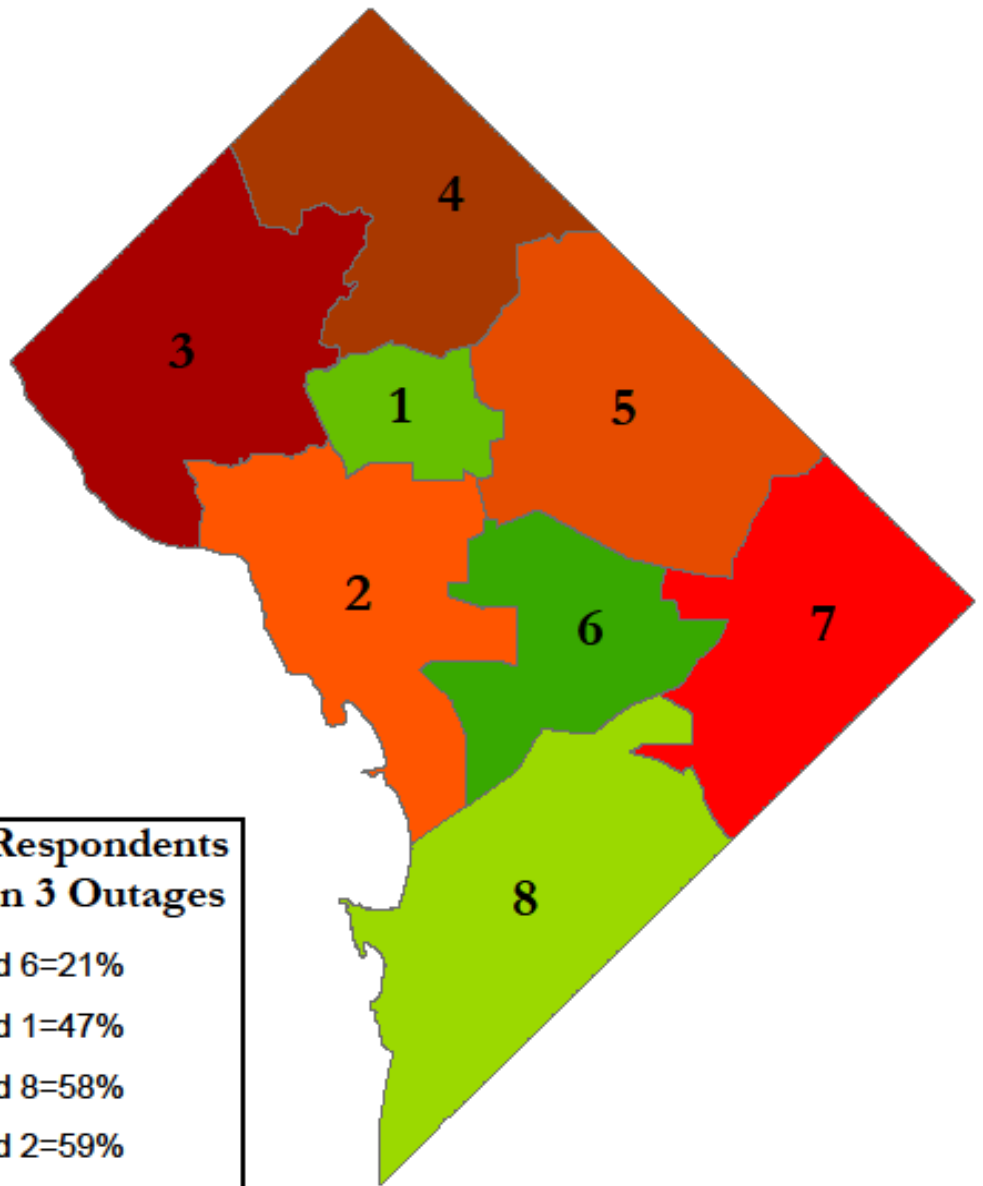 4
3
1
5
2
6
7
8
Respondents
n 3 Outages
d 6=21%
d 1=47%
d 8=58%
d 2=59%